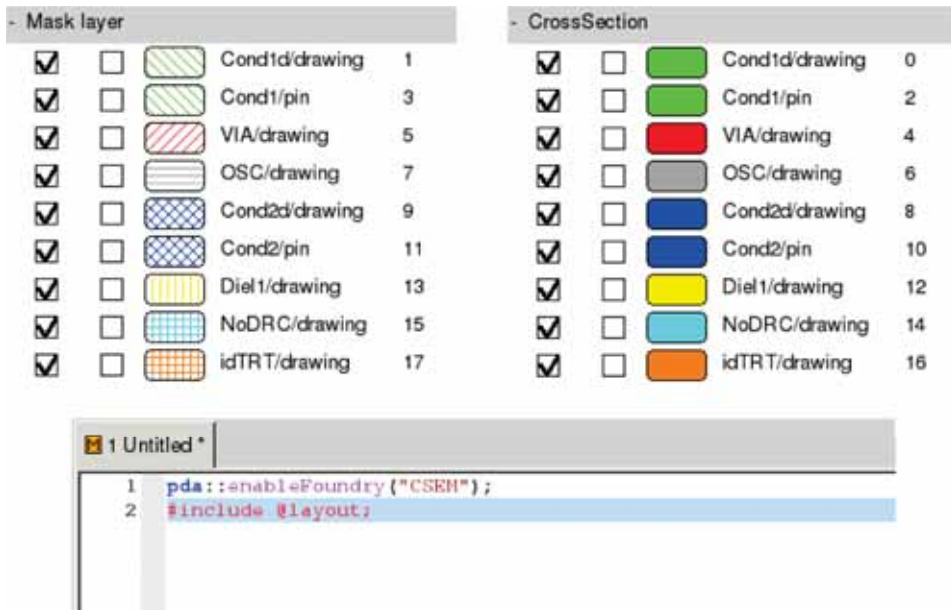 - Mask layer
Cond1d/drawing 1
Cond1/pin 3
VIA/drawing 5
OSC/drawing 7
Cond2d/drawing 9
Cond2/pin 11
Diel1/drawing 13
NoDRC/drawing 15
idTRT/drawing 17
- CrossSection
Cond1d/drawing 0
Cond1/pin 2
VIA/drawing 4
OSC/drawing 6
Cond2d/drawing 8
Cond2/pin 10
Diel1/drawing 12
NoDRC/drawing 14
idTRT/drawing 16
M 1 Untitled *
1 pda::enableFoundry("CSEM");
2 #include @layout;